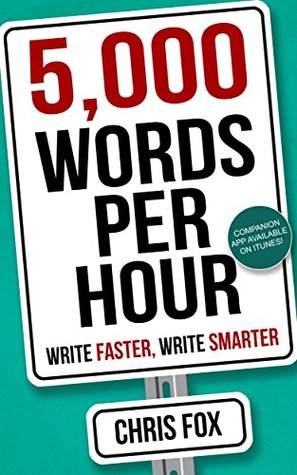 5,000
WORDS
PER
HOUR
COMPANION
APP AVAILABLE
ON ITUNES!
WRITE FASTER, WRITE SMARTER
CHRIS FOX